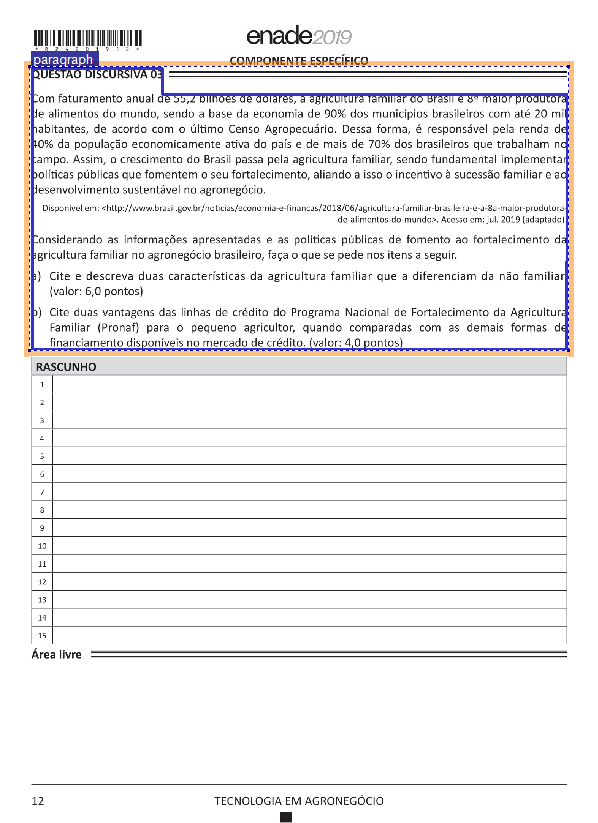 *R2420191 2*
enade2019
paragraph
COMPONENTE ESPECÍFICO
QUESTÃO DISCURSIVA 03
Com faturamento anual de 55,2 bilhões de dólares, a agricultura familiar do Brasil é 8ª maior produtora
de alimentos do mundo, sendo a base da economia de 90% dos municípios brasileiros com até 20 mil
habitantes, de acordo com o último Censo Agropecuário. Dessa forma, é responsável pela renda de
40% da população economicamente ativa do país e de mais de 70% dos brasileiros que trabalham no
campo. Assim, o crescimento do Brasil passa pela agricultura familiar, sendo fundamental implementar
políticas públicas que fomentem o seu fortalecimento, aliando a isso o incentivo à sucessão familiar e ao
desenvolvimento sustentável no agronegócio.
Disponível em: <http://www.brasil.gov.br/noticias/economia-e-financas/2018/06/agricultura-familiar-brasileira-e-a-8a-maior-produtora-
de-alimentos-do-mundo>. Acesso em: jul. 2019 (adaptado)
Considerando as informações apresentadas e as políticas públicas de fomento ao fortalecimento da
agricultura familiar no agronegócio brasileiro, faça o que se pede nos itens a seguir.
a) Cite e descreva duas características da agricultura familiar que a diferenciam da não familiar
(valor: 6,0 pontos)
b) Cite duas vantagens das linhas de crédito do Programa Nacional de Fortalecimento da Agricultura
Familiar (Pronaf) para o pequeno agricultor, quando comparadas com as demais formas de
financiamento disponíveis no mercado de crédito. (valor: 4,0 pontos)
RASCUNHO
1
2
3
4
5
6
7
8
9
10
11
12
13
14
15
Área livre
12 TECNOLOGIA EM AGRONEGÓCIO